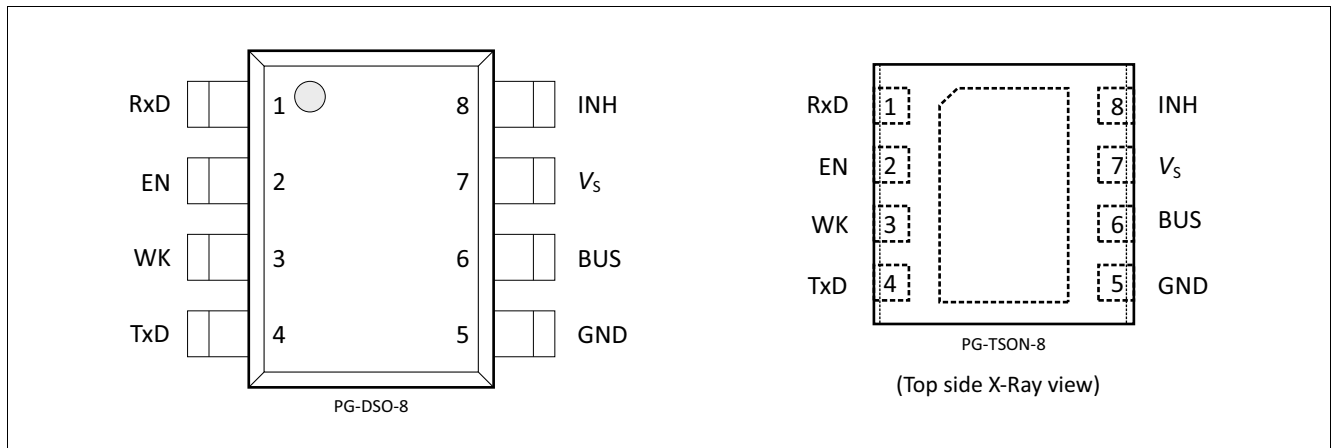 RxD 1 8 INH
EN 2 7 VS
WK 3 6 BUS
TxD 4 5 GND
PG-DSO-8
RxD 1 8 INH
EN 2 7 VS
WK 3 6 BUS
TxD 4 5 GND
PG-TSON-8
(Top side X-Ray view)